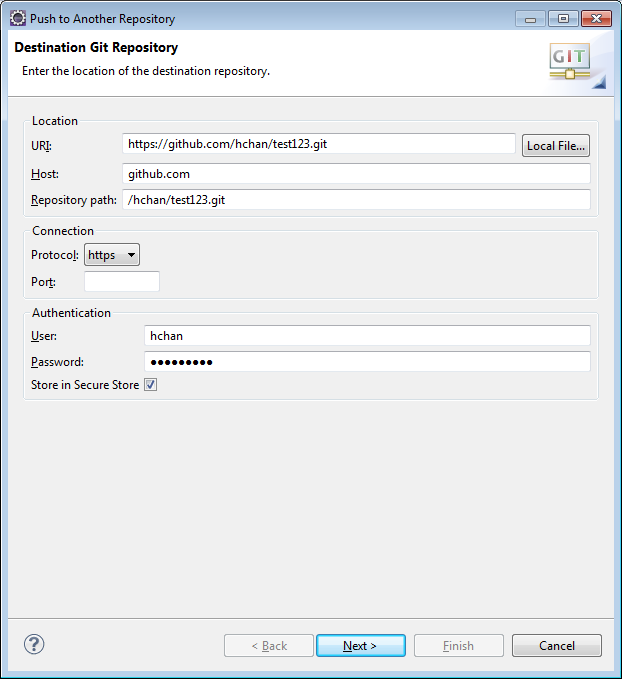 Push to Another Repository
Destination Git Repository
Enter the location of the destination repository.
GIT
Location
URI: https://github.com/hchan/test123.git Local File...
Host: github.com
Repository path: /hchan/test123.git
Connection
Protocol: https
Port:
Authentication
User: hchan
Password: ●●●●●●●●●
Store in Secure Store
? < Back Next > Finish Cancel